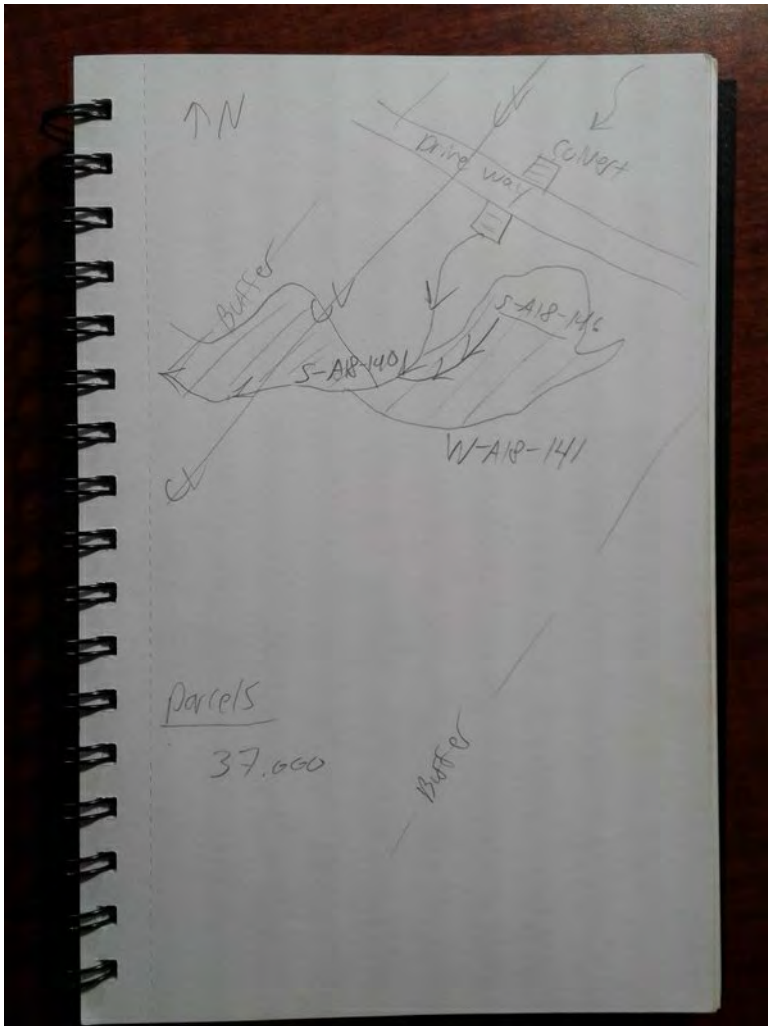 ↑ N
Drive way
Culvert
Buffer
S-A18-146
S-A18-140
W-A18-141
Parcels
37.000
Buffer